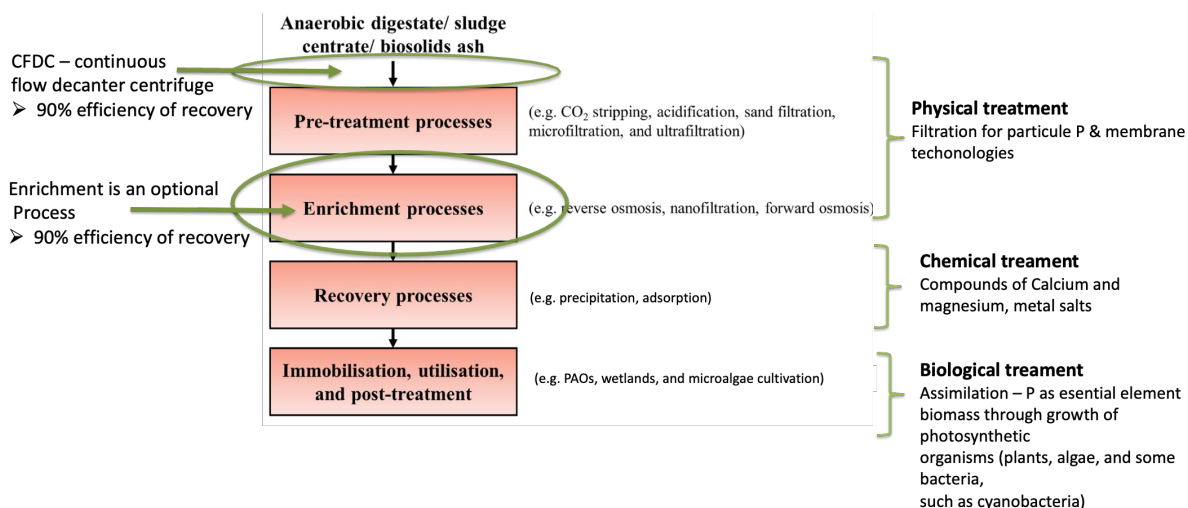 Anaerobic digestate/ sludge
centrate/ biosolids ash
CFDC – continuous
flow decanter centrifuge
➢ 90% efficiency of recovery
Pre-treatment processes
(e.g. CO₂ stripping, acidification, sand filtration,
microfiltration, and ultrafiltration)
Physical treatment
Filtration for particule P & membrane
techonologies
Enrichment is an optional
Process
➢ 90% efficiency of recovery
Enrichment processes
(e.g. reverse osmosis, nanofiltration, forward osmosis)
Recovery processes
(e.g. precipitation, adsorption)
Chemical treament
Compounds of Calcium and
magnesium, metal salts
Immobilisation, utilisation,
and post-treatment
(e.g. PAOs, wetlands, and microalgae cultivation)
Biological treament
Assimilation – P as esential element
biomass through growth of
photosynthetic
organisms (plants, algae, and some
bacteria,
such as cyanobacteria)